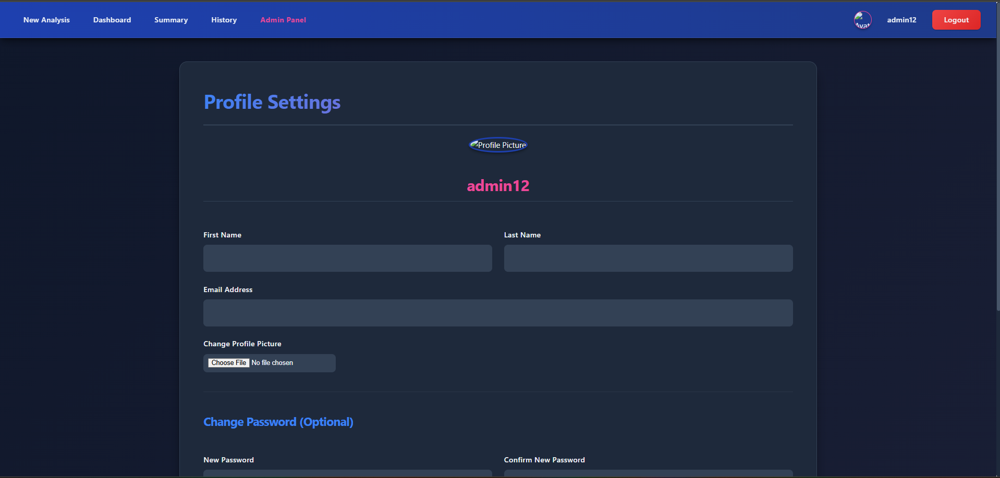 New Analysis Dashboard Summary History Admin Panel admin12 Logout
Profile Settings
Profile Picture
admin12
First Name Last Name
Email Address
Change Profile Picture
Choose File No file chosen
Change Password (Optional)
New Password Confirm New Password